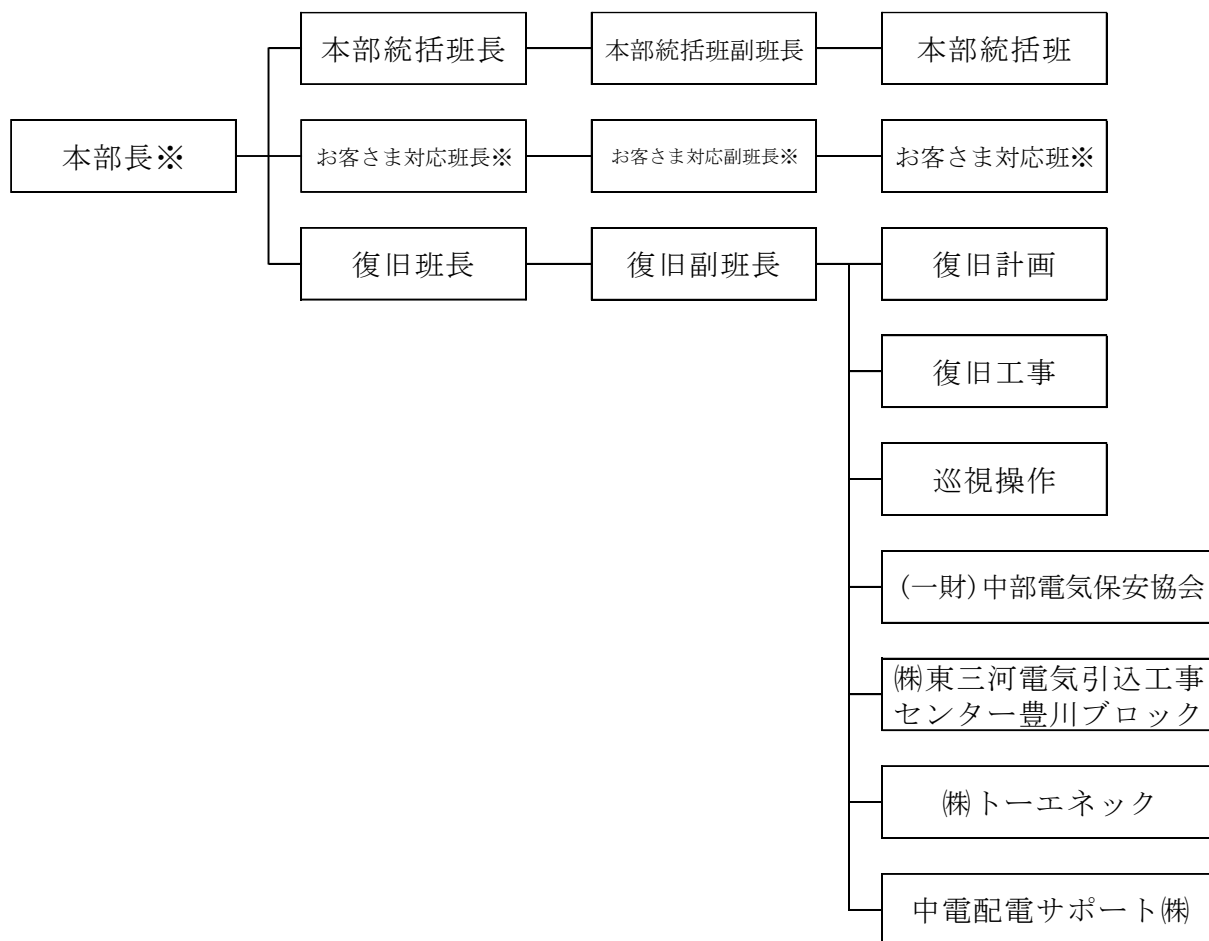 本部統括班長
本部統括班副班長
本部統括班
本部長※
お客さま対応班長※
お客さま対応副班長※
お客さま対応班※
復旧班長
復旧副班長
復旧計画
復旧工事
巡視操作
(一財)中部電気保安協会
㈱東三河電気引込工事
センター豊川ブロック
㈱トーエネック
中電配電サポート㈱